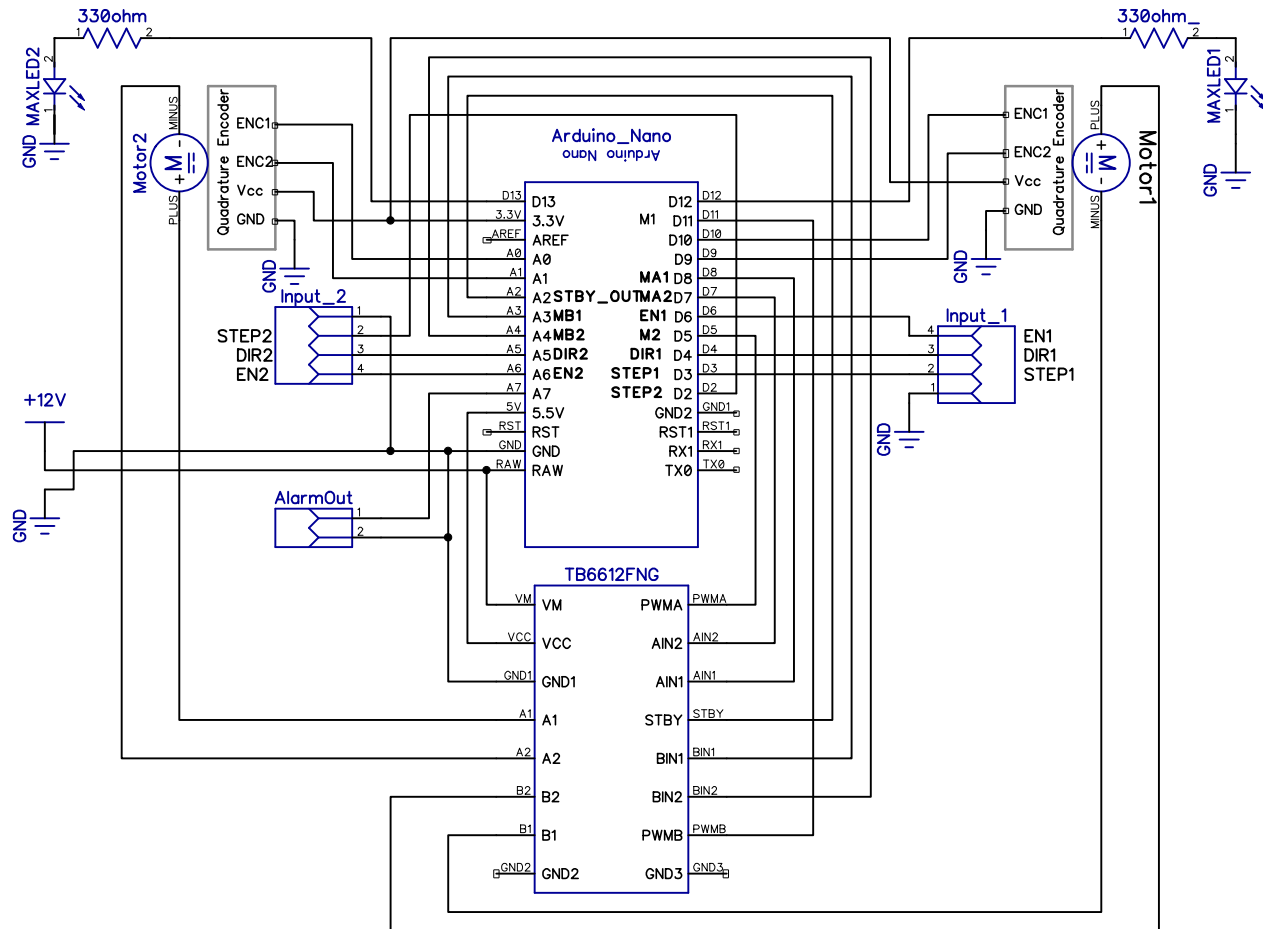 330ohm
1
2
330ohm_
1
2
MAXLED2
2
1
GND
MAXLED1
2
1
GND
Motor2
MINUS
- M +
PLUS
Quadrature Encoder
ENC1
ENC2
Vcc
GND
GND
Quadrature Encoder
ENC1
ENC2
Vcc
GND
GND
PLUS
+ M -
MINUS
Motor1
Arduino_Nano
Arduino Nano
D13 D13
3.3V 3.3V
AREF AREF
A0 A0
A1 A1
A2 A2 STBY_OUT
A3 A3 MB1
A4 A4 MB2
A5 A5 DIR2
A6 A6 EN2
A7 A7
5V 5.5V
RST RST
GND GND
RAW RAW
D12 D12
M1 D11 D11
D10 D10
D9 D9
MA1 D8 D8
MA2 D7 D7
EN1 D6 D6
M2 D5 D5
DIR1 D4 D4
STEP1 D3 D3
STEP2 D2 D2
GND2 GND1
RST1 RST1
RX1 RX1
TX0 TX0
Input_2
1
STEP2 2
DIR2 3
EN2 4
Input_1
4 EN1
3 DIR1
2 STEP1
1
GND
+12V
GND
AlarmOut
1
2
TB6612FNG
VM VM
VCC VCC
GND1 GND1
A1 A1
A2 A2
B2 B2
B1 B1
GND2 GND2
PWMA PWMA
AIN2 AIN2
AIN1 AIN1
STBY STBY
BIN1 BIN1
BIN2 BIN2
PWMB PWMB
GND3 GND3